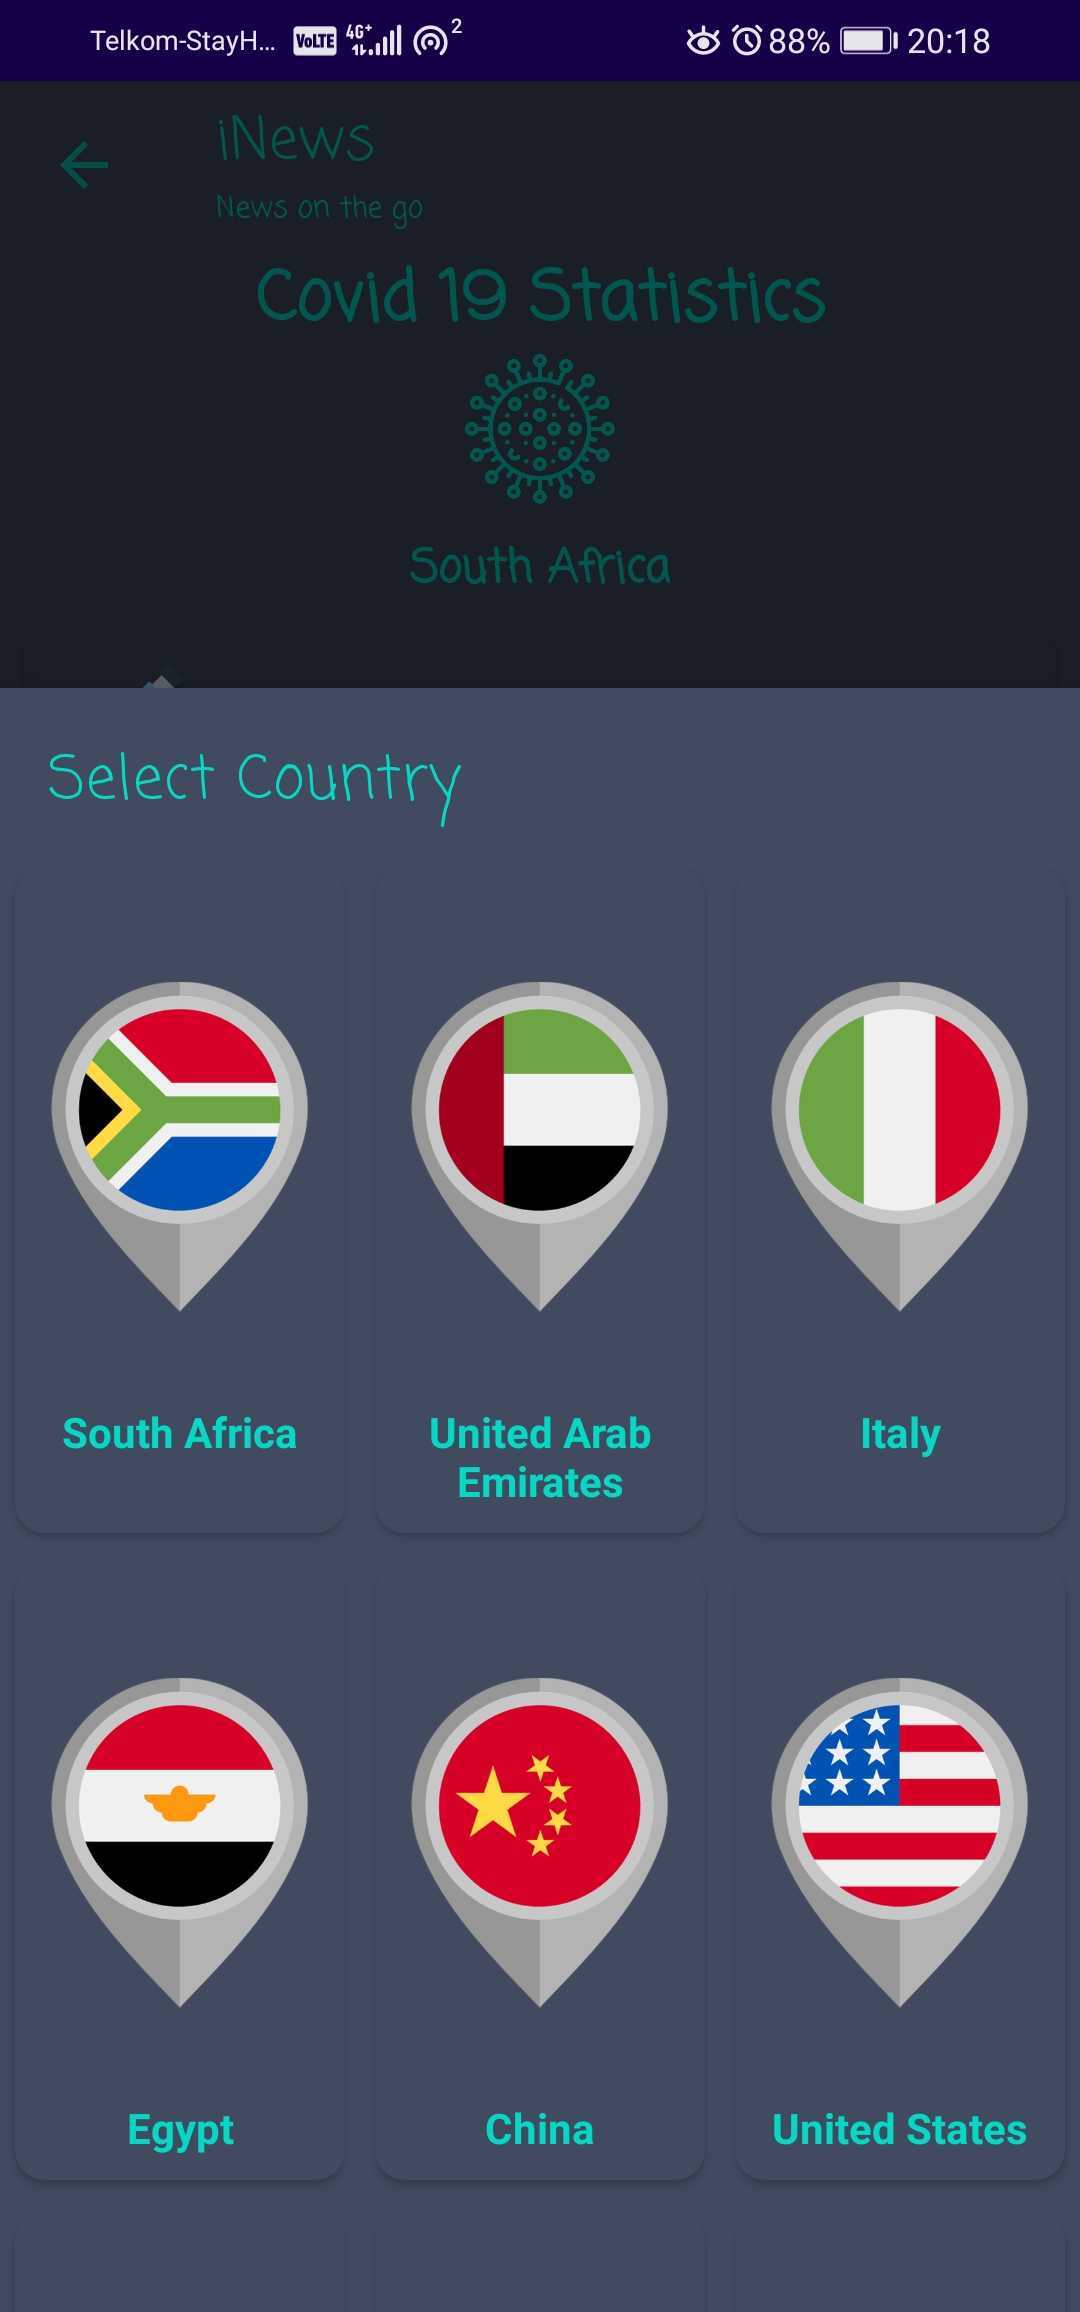 Telkom-StayH... VoLTE 4G+ 2 88% 20:18
iNews
News on the go
Covid 19 Statistics
South Africa
Select Country
South Africa
United Arab
Emirates
Italy
Egypt
China
United States